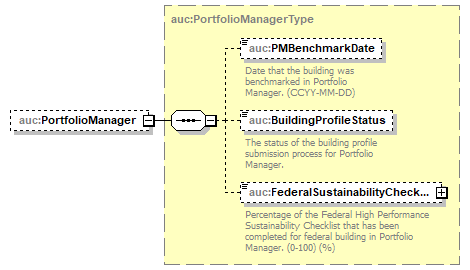 auc:PortfolioManagerType
auc:PMBenchmarkDate
Date that the building was
benchmarked in Portfolio
Manager. (CCYY-MM-DD)
auc:PortfolioManager
auc:BuildingProfileStatus
The status of the building profile
submission process for Portfolio
Manager.
auc:FederalSustainabilityCheck...
Percentage of the Federal High Performance
Sustainability Checklist that has been
completed for federal building in Portfolio
Manager. (0-100) (%)